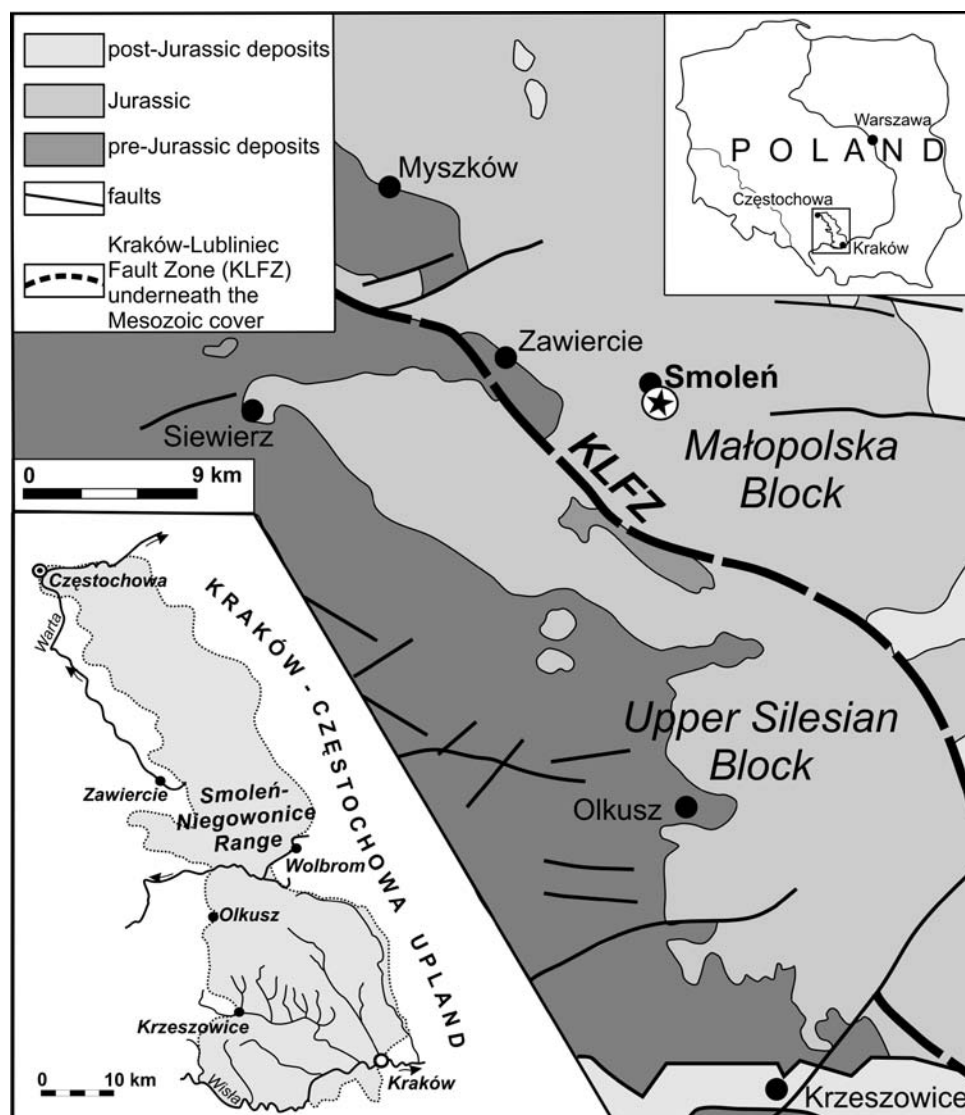 post-Jurassic deposits
Jurassic
pre-Jurassic deposits
faults
Kraków-Lubliniec
Fault Zone (KLFZ)
underneath the
Mesozoic cover
Warszawa
POLAND
Częstochowa
Kraków
Myszków
Zawiercie
Smoleń
Siewierz
Małopolska
Block
KLFZ
0 9 km
Upper Silesian
Block
Olkusz
Krzeszowice
Częstochowa
Warta
KRAKÓW - CZĘSTOCHOWA UPLAND
Zawiercie
Smoleń-
Niegowonice
Range
Wolbrom
Olkusz
Krzeszowice
0 10 km
Wisła
Kraków